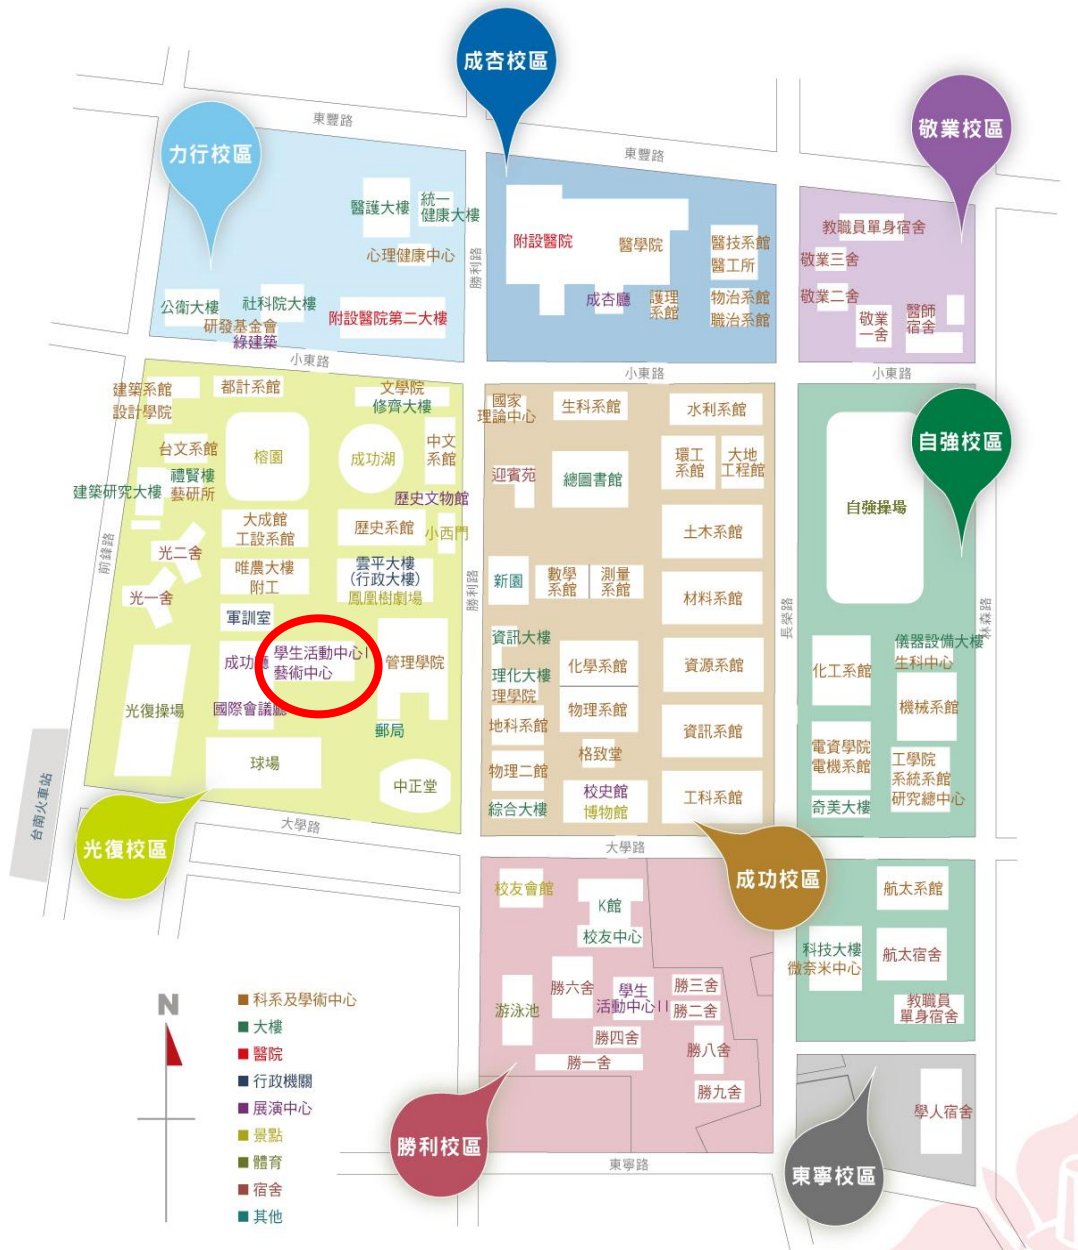 成杏校區
敬業校區
力行校區
東豐路
東豐路
醫護大樓
統一
健康大樓
心理健康中心
公衛大樓
社科院大樓
研發基金會
綠建築
附設醫院第二大樓
勝利路
附設醫院
醫學院
醫技系館
醫工所
成杏廳
護理
系館
物治系館
職治系館
教職員單身宿舍
敬業三舍
敬業二舍
敬業
一舍
醫師
宿舍
小東路
小東路
小東路
建築系館
設計學院
都計系館
文學院
修齊大樓
台文系館
榕園
成功湖
中文
系館
禮賢樓
藝研所
建築研究大樓
歷史文物館
大成館
工設系館
歷史系館
小西門
光二舍
唯農大樓
附工
雲平大樓
(行政大樓)
鳳凰樹劇場
光一舍
軍訓室
成功廳
學生活動中心I
藝術中心
管理學院
光復操場
國際會議廳
郵局
球場
中正堂
前鋒路
勝利路
台南火車站
光復校區
大學路
國家
理論中心
生科系館
水利系館
迎賓苑
總圖書館
環工
系館
大地
工程館
土木系館
新園
數學
系館
測量
系館
材料系館
資訊大樓
理化大樓
理學院
化學系館
資源系館
地科系館
物理系館
資訊系館
物理二館
格致堂
綜合大樓
校史館
博物館
工科系館
長榮路
大學路
成功校區
自強校區
自強操場
林森路
化工系館
儀器設備大樓
生科中心
機械系館
電資學院
電機系館
工學院
系統系館
研究總中心
奇美大樓
航太系館
科技大樓
微奈米中心
航太宿舍
教職員
單身宿舍
校友會館
K館
校友中心
游泳池
勝六舍
學生
活動中心II
勝三舍
勝二舍
勝四舍
勝一舍
勝八舍
勝九舍
勝利校區
東寧路
東寧校區
學人宿舍
N
科系及學術中心
大樓
醫院
行政機關
展演中心
景點
體育
宿舍
其他